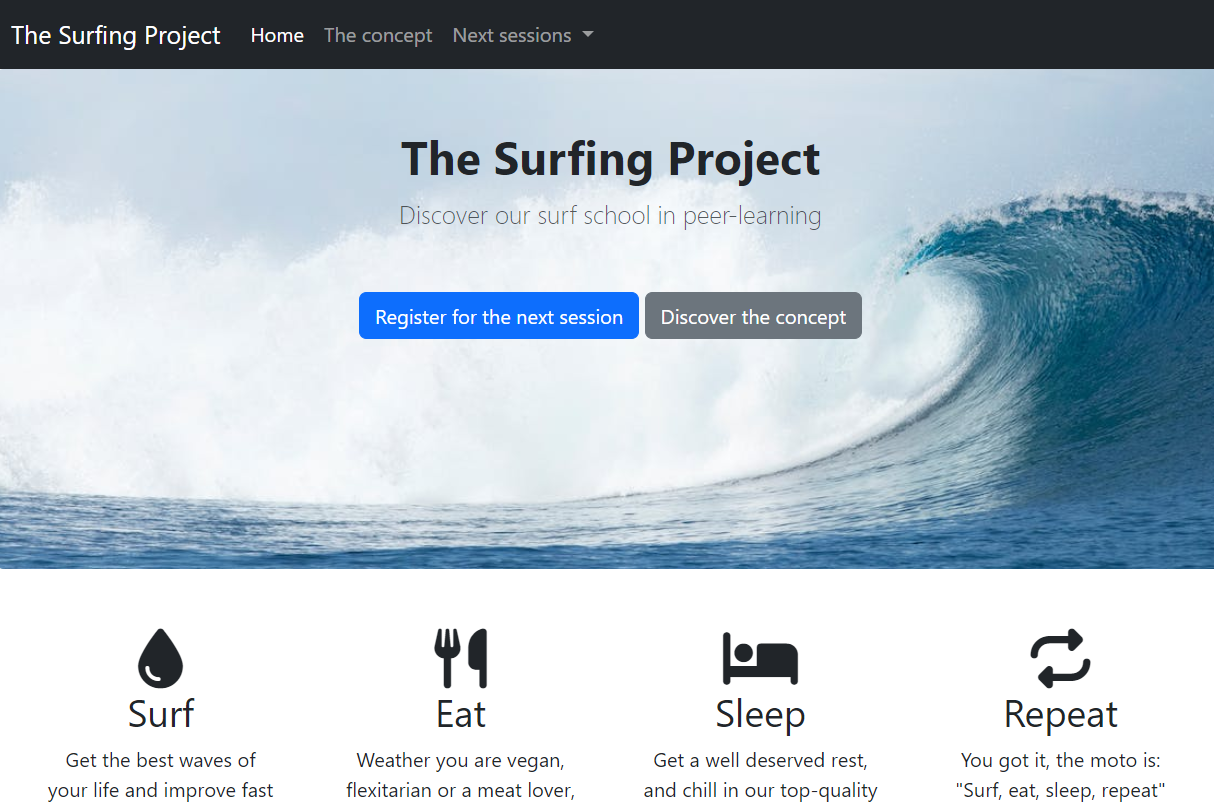 The Surfing Project Home The concept Next sessions
The Surfing Project
Discover our surf school in peer-learning
Register for the next session Discover the concept
Surf
Get the best waves of
your life and improve fast
Eat
Weather you are vegan,
flexitarian or a meat lover,
Sleep
Get a well deserved rest,
and chill in our top-quality
Repeat
You got it, the moto is:
"Surf, eat, sleep, repeat"